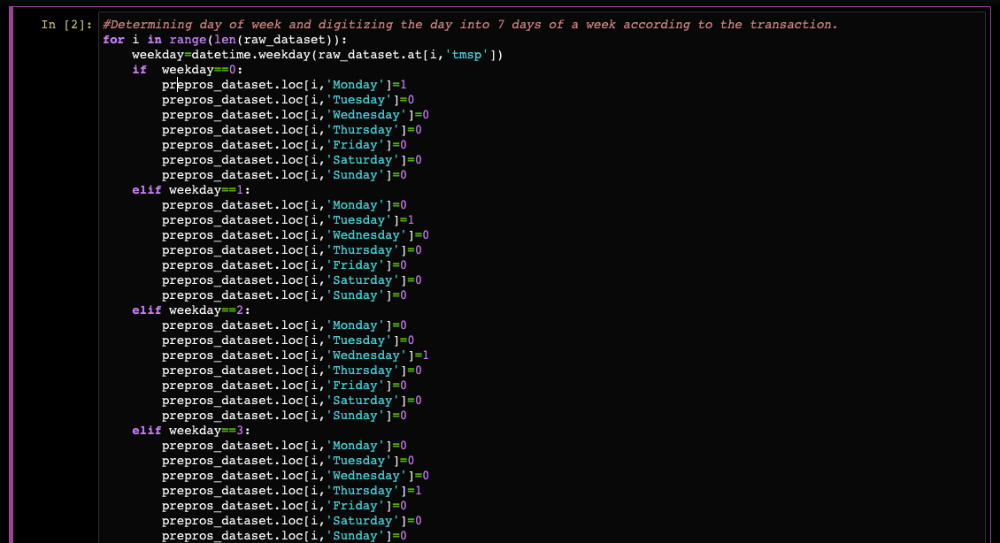 In [2]: #Determining day of week and digitizing the day into 7 days of a week according to the transaction.
for i in range(len(raw_dataset)):
    weekday=datetime.weekday(raw_dataset.at[i,'tmsp'])
    if  weekday==0:
        prepros_dataset.loc[i,'Monday']=1
        prepros_dataset.loc[i,'Tuesday']=0
        prepros_dataset.loc[i,'Wednesday']=0
        prepros_dataset.loc[i,'Thursday']=0
        prepros_dataset.loc[i,'Friday']=0
        prepros_dataset.loc[i,'Saturday']=0
        prepros_dataset.loc[i,'Sunday']=0
    elif weekday==1:
        prepros_dataset.loc[i,'Monday']=0
        prepros_dataset.loc[i,'Tuesday']=1
        prepros_dataset.loc[i,'Wednesday']=0
        prepros_dataset.loc[i,'Thursday']=0
        prepros_dataset.loc[i,'Friday']=0
        prepros_dataset.loc[i,'Saturday']=0
        prepros_dataset.loc[i,'Sunday']=0
    elif weekday==2:
        prepros_dataset.loc[i,'Monday']=0
        prepros_dataset.loc[i,'Tuesday']=0
        prepros_dataset.loc[i,'Wednesday']=1
        prepros_dataset.loc[i,'Thursday']=0
        prepros_dataset.loc[i,'Friday']=0
        prepros_dataset.loc[i,'Saturday']=0
        prepros_dataset.loc[i,'Sunday']=0
    elif weekday==3:
        prepros_dataset.loc[i,'Monday']=0
        prepros_dataset.loc[i,'Tuesday']=0
        prepros_dataset.loc[i,'Wednesday']=0
        prepros_dataset.loc[i,'Thursday']=1
        prepros_dataset.loc[i,'Friday']=0
        prepros_dataset.loc[i,'Saturday']=0
        prepros_dataset.loc[i,'Sunday']=0